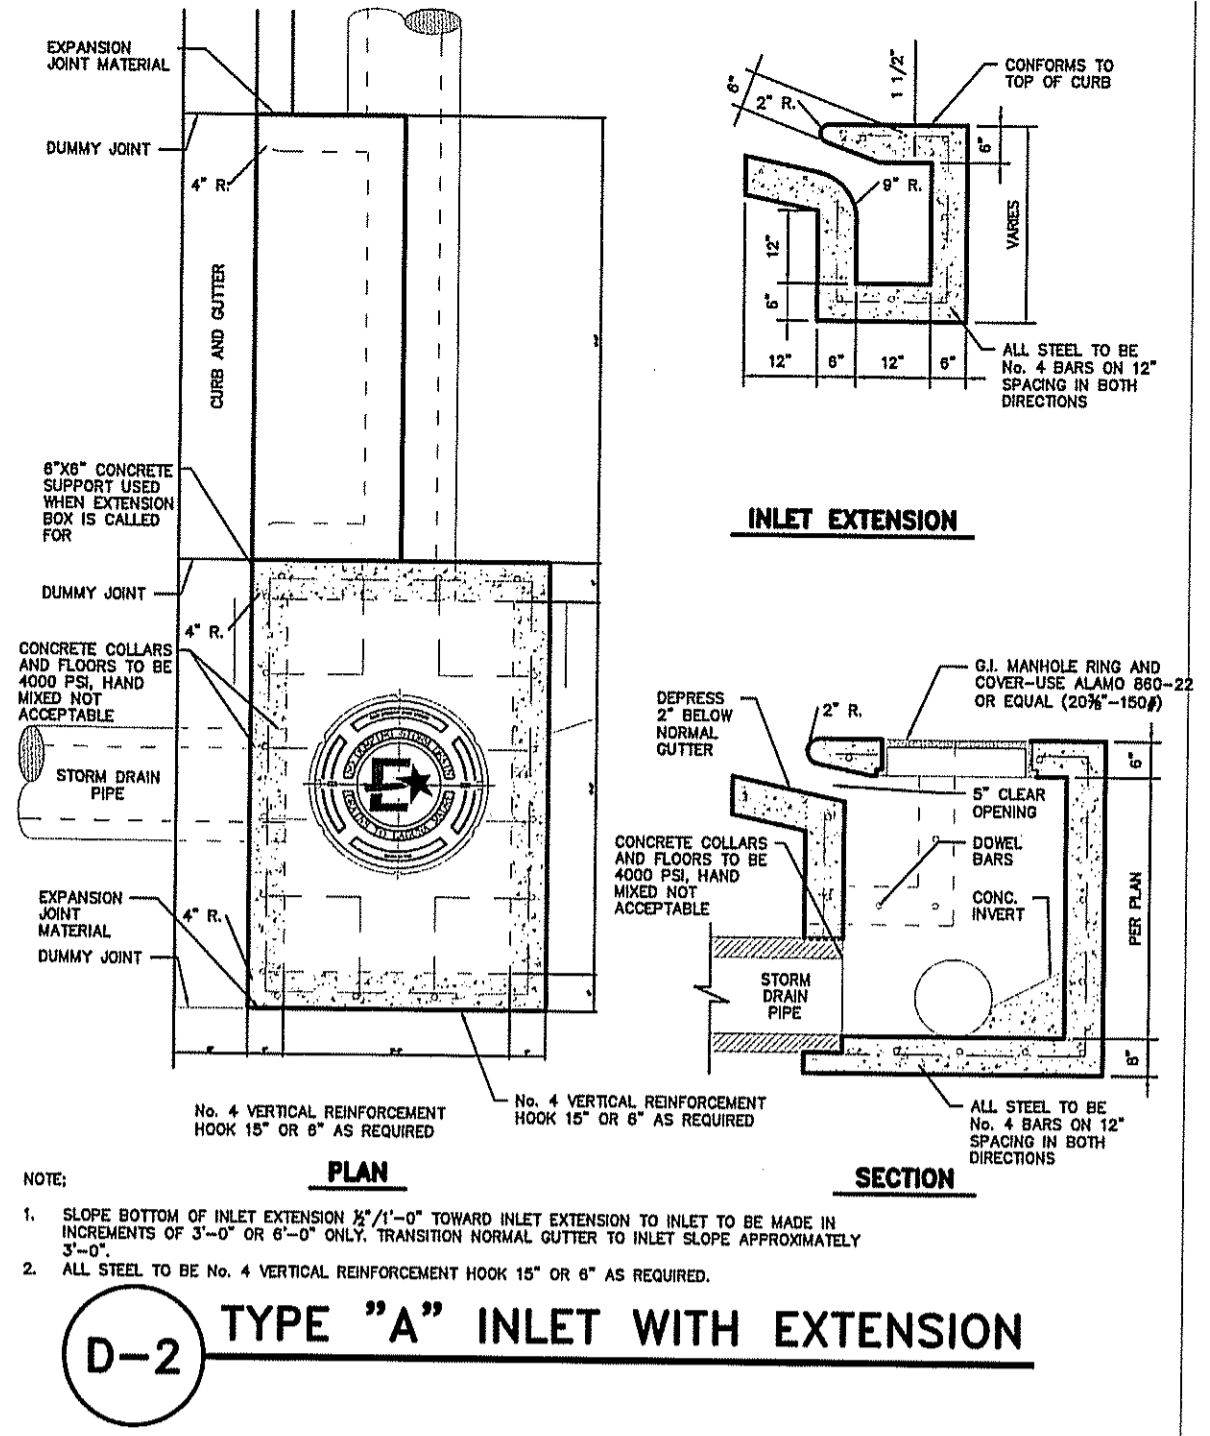 EXPANSION
JOINT MATERIAL
DUMMY JOINT
4" R.
CURB AND GUTTER
6"X6" CONCRETE
SUPPORT USED
WHEN EXTENSION
BOX IS CALLED
FOR
DUMMY JOINT
4" R.
CONCRETE COLLARS
AND FLOORS TO BE
4000 PSI, HAND
MIXED NOT
ACCEPTABLE
STORM DRAIN
PIPE
EXPANSION
JOINT
MATERIAL
4" R.
DUMMY JOINT
No. 4 VERTICAL REINFORCEMENT
HOOK 15" OR 6" AS REQUIRED
No. 4 VERTICAL REINFORCEMENT
HOOK 15" OR 6" AS REQUIRED
PLAN
6"
2" R.
1 1/2"
CONFORMS TO
TOP OF CURB
6"
9" R.
VARIES
12"
6"
12"
6"
12"
6"
ALL STEEL TO BE
No. 4 BARS ON 12"
SPACING IN BOTH
DIRECTIONS
INLET EXTENSION
G.I. MANHOLE RING AND
COVER-USE ALAMO 860-22
OR EQUAL (20⅜"-150#)
DEPRESS
2" BELOW
NORMAL
GUTTER
2" R.
6"
5" CLEAR
OPENING
CONCRETE COLLARS
AND FLOORS TO BE
4000 PSI, HAND
MIXED NOT
ACCEPTABLE
DOWEL
BARS
CONC.
INVERT
PER PLAN
STORM
DRAIN
PIPE
8"
ALL STEEL TO BE
No. 4 BARS ON 12"
SPACING IN BOTH
DIRECTIONS
SECTION
NOTE;
1. SLOPE BOTTOM OF INLET EXTENSION ½"/1'-0" TOWARD INLET EXTENSION TO INLET TO BE MADE IN
INCREMENTS OF 3'-0" OR 6'-0" ONLY. TRANSITION NORMAL GUTTER TO INLET SLOPE APPROXIMATELY
3'-0".
2. ALL STEEL TO BE No. 4 VERTICAL REINFORCEMENT HOOK 15" OR 6" AS REQUIRED.
D-2
TYPE "A" INLET WITH EXTENSION